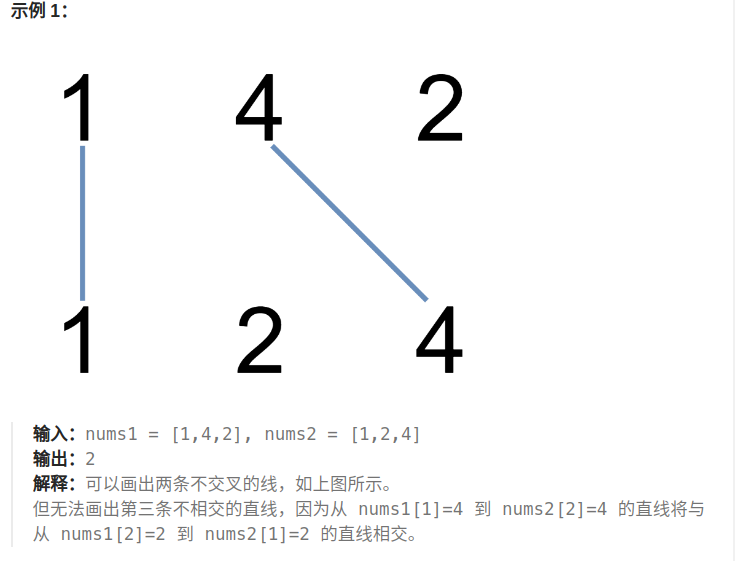 示例 1:
1 4 2
1 2 4
输入:nums1 = [1,4,2], nums2 = [1,2,4]
输出:2
解释:可以画出两条不交叉的线,如上图所示。
但无法画出第三条不相交的直线,因为从 nums1[1]=4 到 nums2[2]=4 的直线将与
从 nums1[2]=2 到 nums2[1]=2 的直线相交。